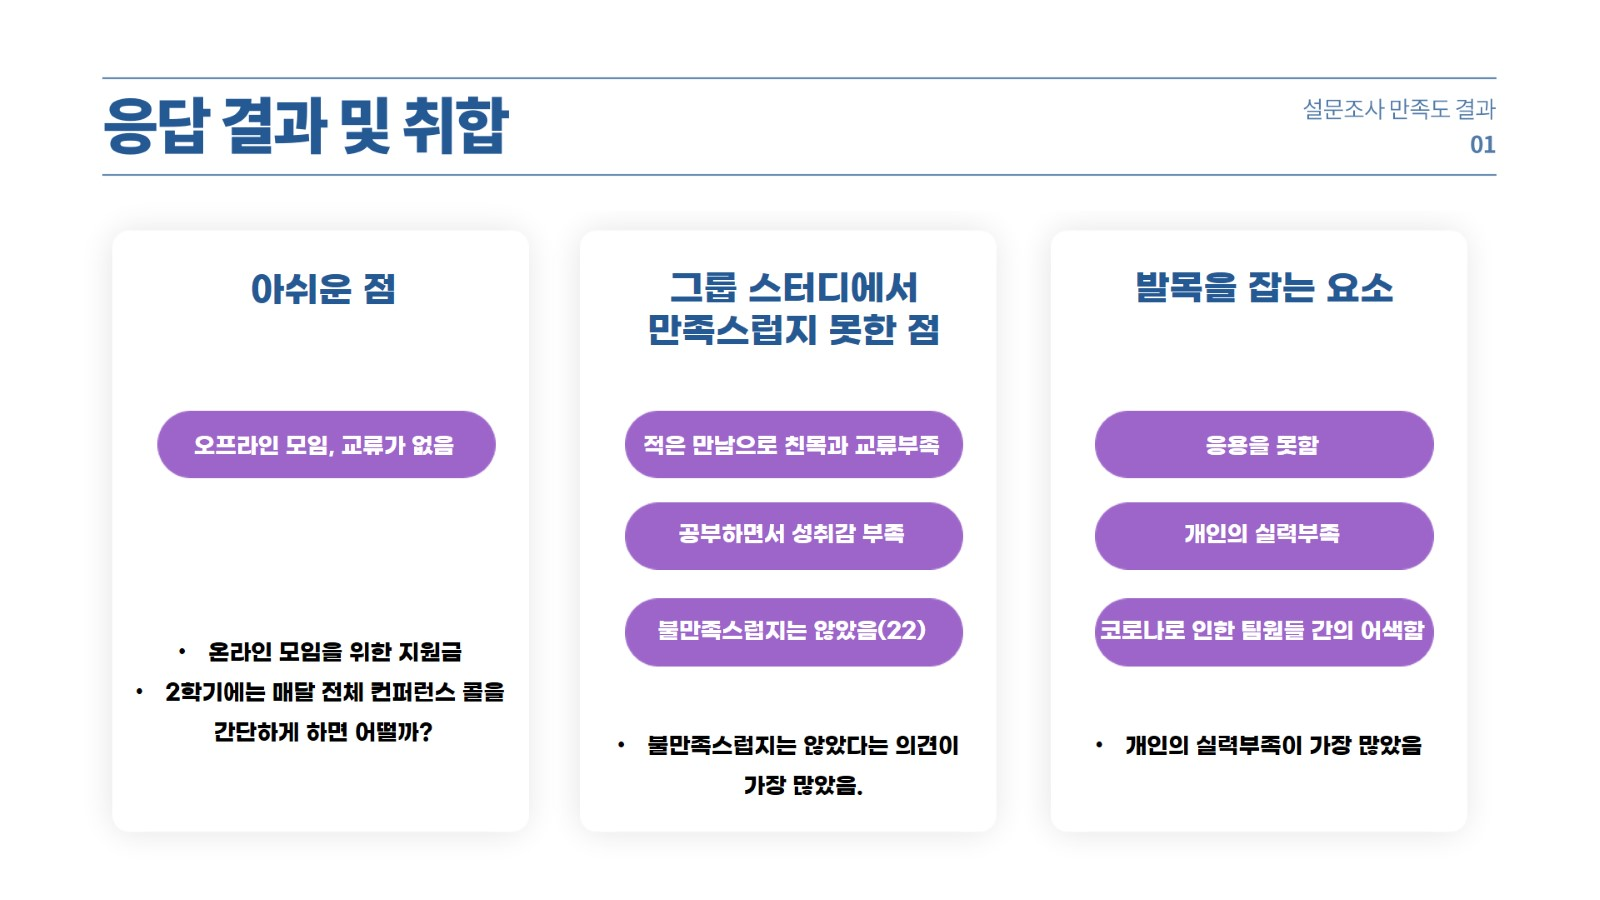 응답 결과 및 취합
설문조사 만족도 결과
01
아쉬운 점
오프라인 모임, 교류가 없음
• 온라인 모임을 위한 지원금
• 2학기에는 매달 전체 컨퍼런스 콜을
간단하게 하면 어떨까?
그룹 스터디에서
만족스럽지 못한 점
적은 만남으로 친목과 교류부족
공부하면서 성취감 부족
불만족스럽지는 않았음(22)
• 불만족스럽지는 않았다는 의견이
가장 많았음.
발목을 잡는 요소
응용을 못함
개인의 실력부족
코로나로 인한 팀원들 간의 어색함
• 개인의 실력부족이 가장 많았음